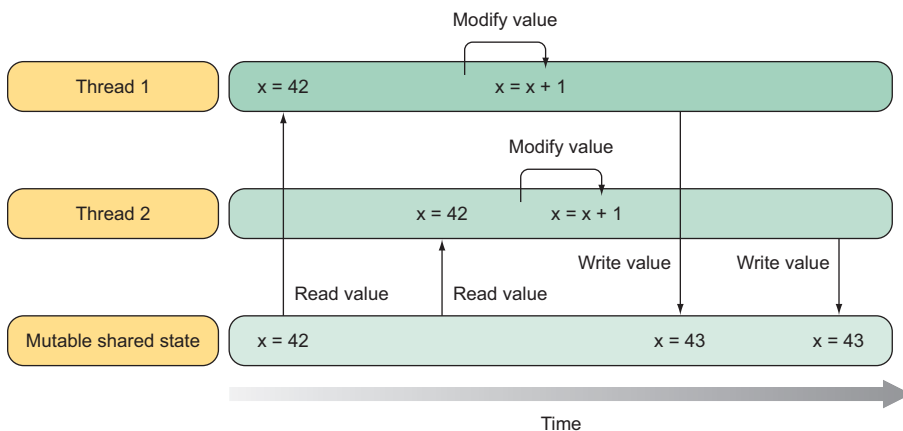 Modify value
Thread 1
x = 42
x = x + 1
Modify value
Thread 2
x = 42
x = x + 1
Write value
Write value
Read value
Read value
Mutable shared state
x = 42
x = 43
x = 43
Time